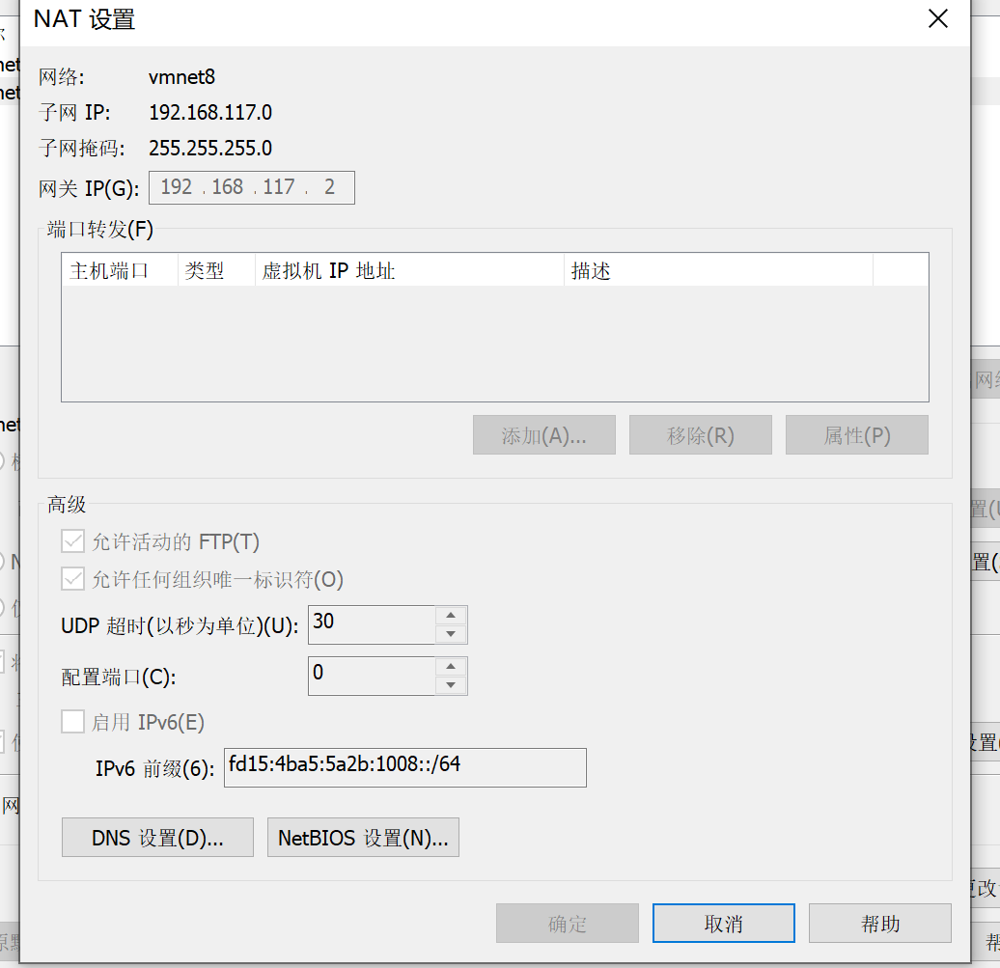 NAT 设置
网络: vmnet8
子网 IP: 192.168.117.0
子网掩码: 255.255.255.0
网关 IP(G): 192 . 168 . 117 . 2
端口转发(F)
主机端口 类型 虚拟机 IP 地址 描述
添加(A)... 移除(R) 属性(P)
高级
允许活动的 FTP(T)
允许任何组织唯一标识符(O)
UDP 超时(以秒为单位)(U): 30
配置端口(C): 0
启用 IPv6(E)
IPv6 前缀(6): fd15:4ba5:5a2b:1008::/64
DNS 设置(D)... NetBIOS 设置(N)...
确定 取消 帮助